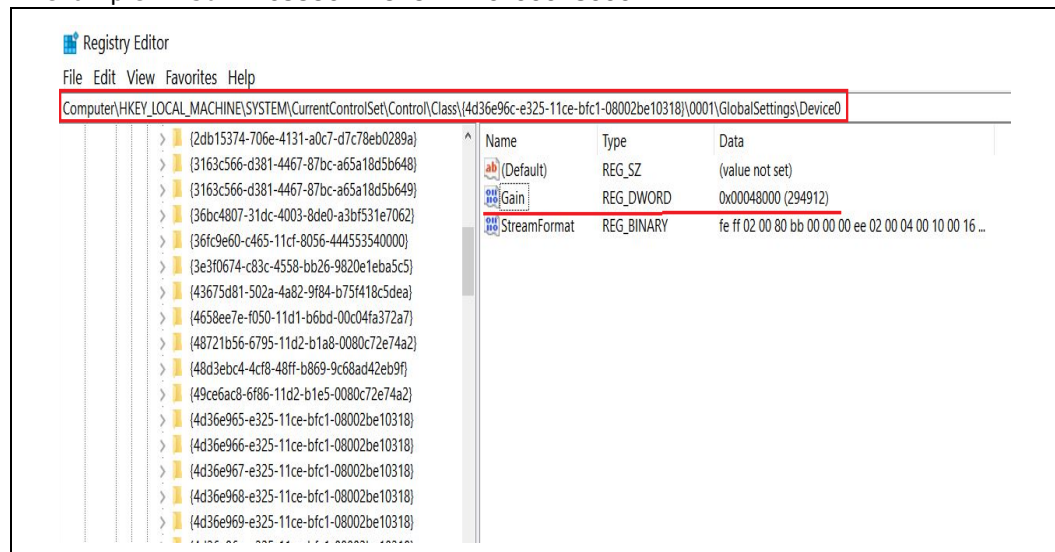 Registry Editor
File Edit View Favorites Help
Computer\HKEY_LOCAL_MACHINE\SYSTEM\CurrentControlSet\Control\Class\{4d36e96c-e325-11ce-bfc1-08002be10318}\0001\GlobalSettings\Device0
{2db15374-706e-4131-a0c7-d7c78eb0289a}
{3163c566-d381-4467-87bc-a65a18d5b648}
{3163c566-d381-4467-87bc-a65a18d5b649}
{36bc4807-31dc-4003-8de0-a3bf531e7062}
{36fc9e60-c465-11cf-8056-444553540000}
{3e3f0674-c83c-4558-bb26-9820e1eba5c5}
{43675d81-502a-4a82-9f84-b75f418c5dea}
{4658ee7e-f050-11d1-b6bd-00c04fa372a7}
{48721b56-6795-11d2-b1a8-0080c72e74a2}
{48d3ebc4-4cf8-48ff-b869-9c68ad42eb9f}
{49ce6ac8-6f86-11d2-b1e5-0080c72e74a2}
{4d36e965-e325-11ce-bfc1-08002be10318}
{4d36e966-e325-11ce-bfc1-08002be10318}
{4d36e967-e325-11ce-bfc1-08002be10318}
{4d36e968-e325-11ce-bfc1-08002be10318}
{4d36e969-e325-11ce-bfc1-08002be10318}
Name Type Data
(Default) REG_SZ (value not set)
Gain REG_DWORD 0x00048000 (294912)
StreamFormat REG_BINARY fe ff 02 00 80 bb 00 00 00 ee 02 00 04 00 10 00 16 ...